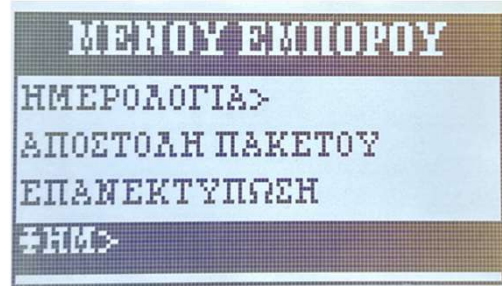 ΜΕΝΟΥ ΕΜΠΟΡΟΥ
ΗΜΕΡΟΛΟΓΙΑ>
ΑΠΟΣΤΟΛΗ ΠΑΚΕΤΟΥ
ΕΠΑΝΕΚΤΥΠΩΣΗ
ΦΗΜ>